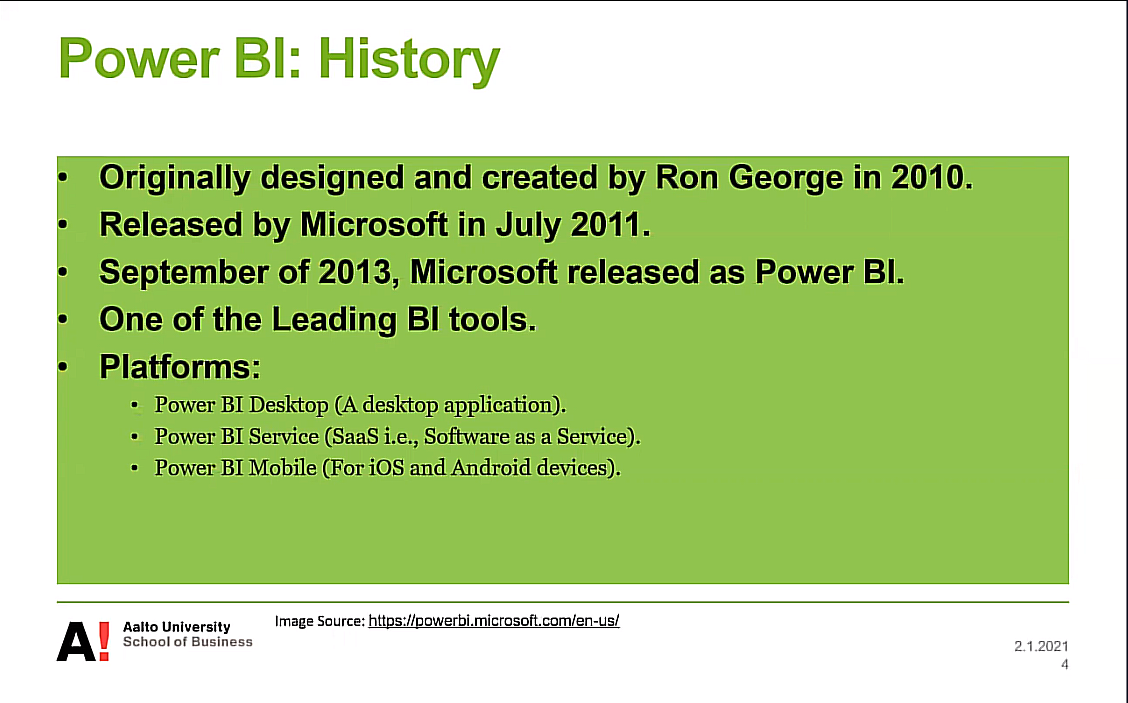 Power BI: History
• Originally designed and created by Ron George in 2010.
• Released by Microsoft in July 2011.
• September of 2013, Microsoft released as Power BI.
• One of the Leading BI tools.
• Platforms:
• Power BI Desktop (A desktop application).
• Power BI Service (SaaS i.e., Software as a Service).
• Power BI Mobile (For iOS and Android devices).
A!
Aalto University
School of Business
Image Source: https://powerbi.microsoft.com/en-us/
2.1.2021
4